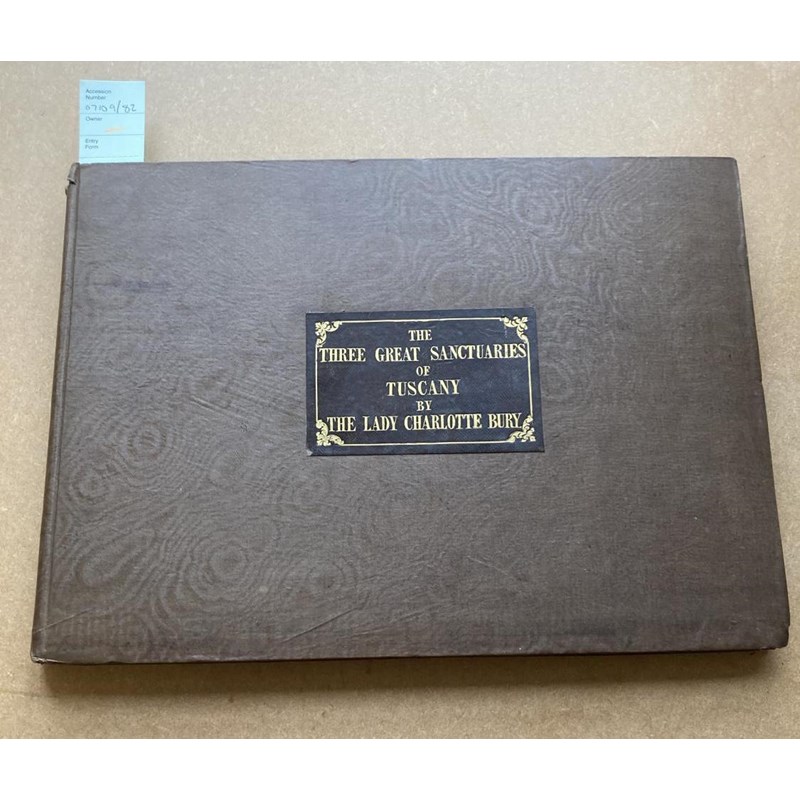 Accession
Number
07109/82
Owner
Entry
Form
THE
THREE GREAT SANCTUARIES
OF
TUSCANY
BY
THE LADY CHARLOTTE BURY